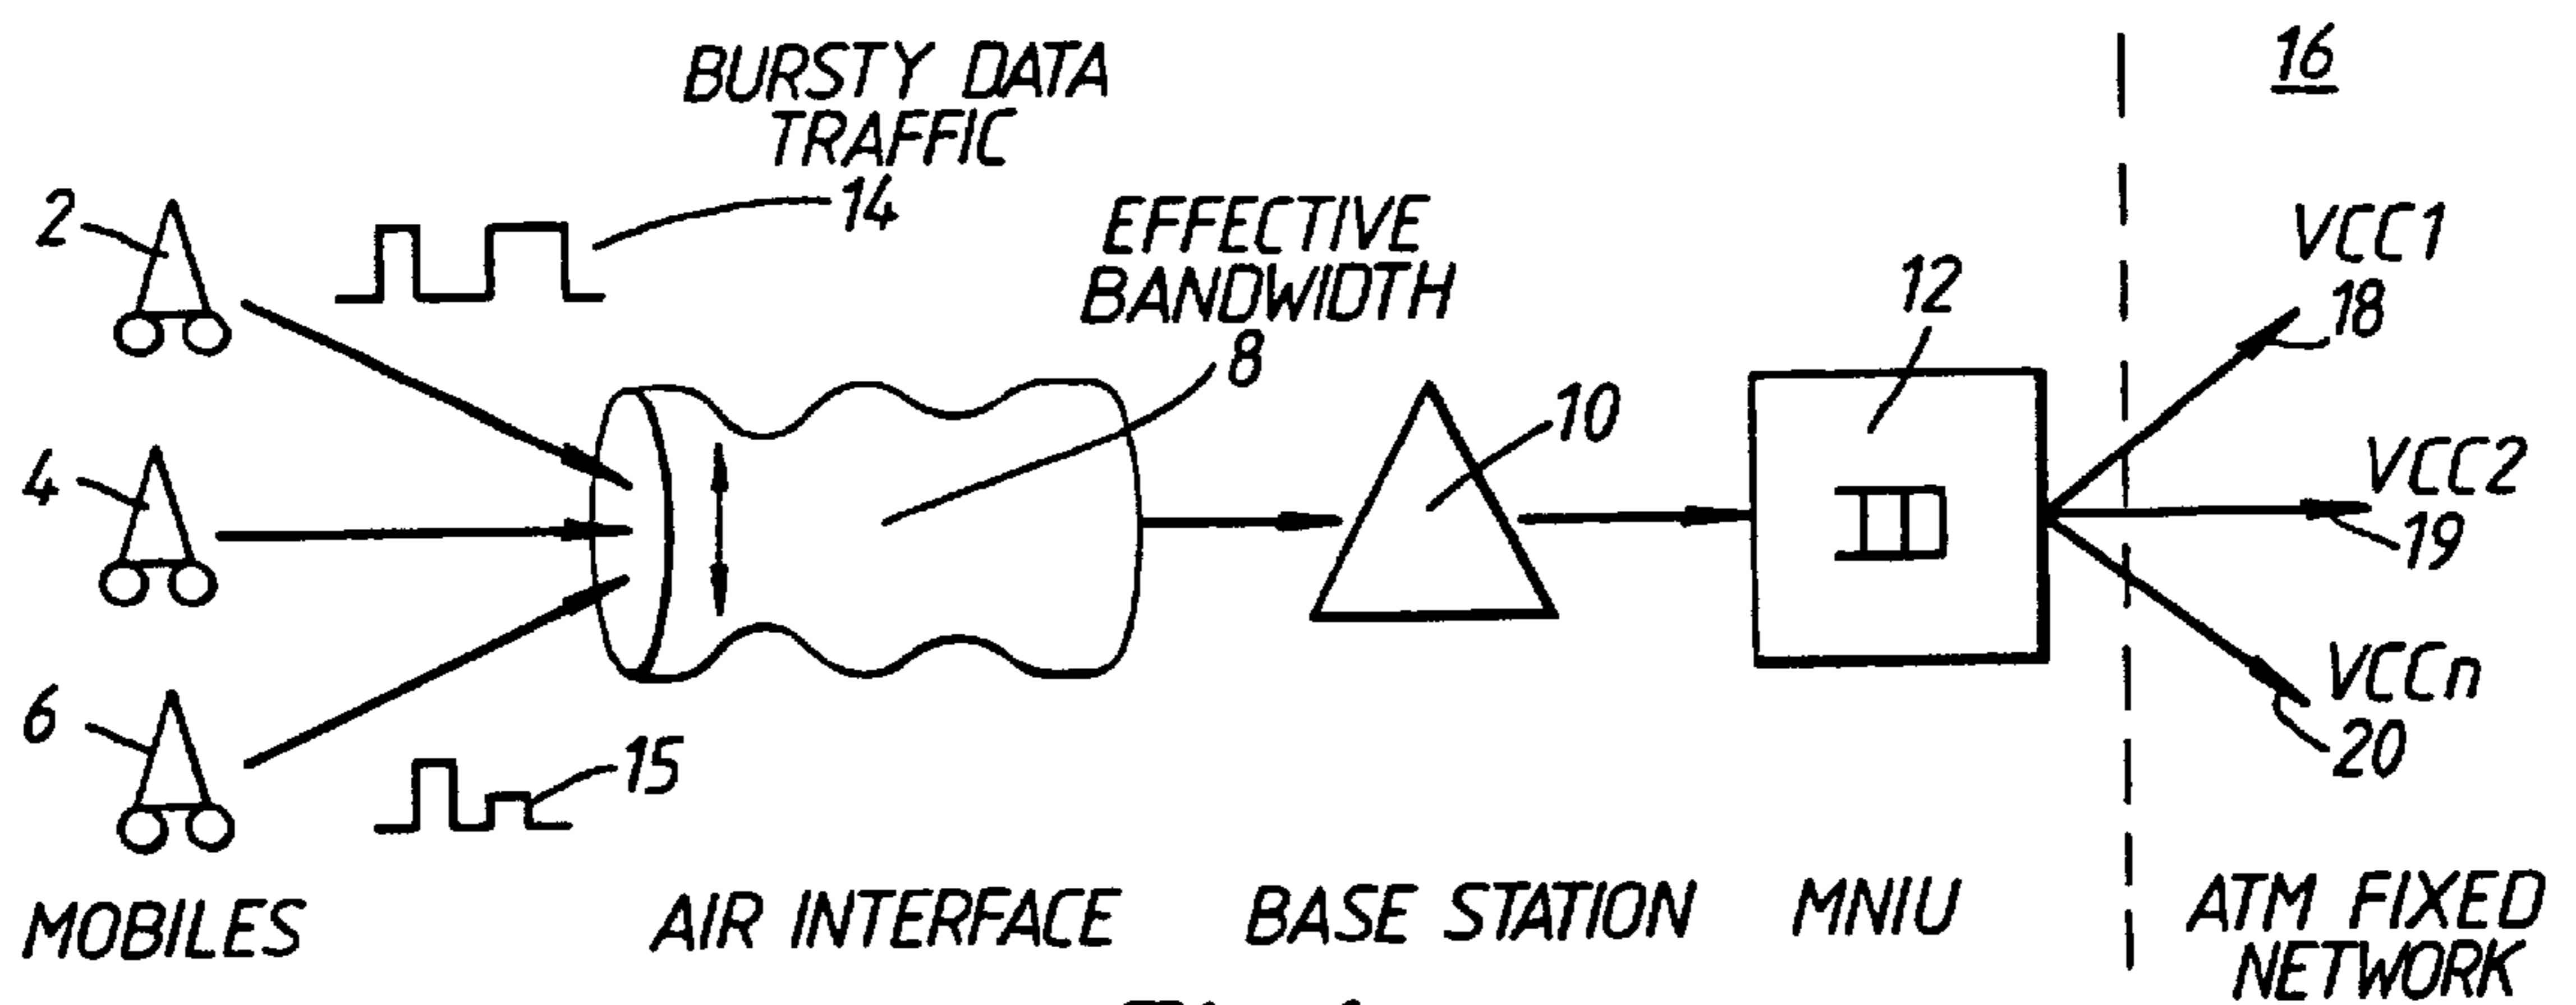 BURSTY DATA
TRAFFIC
14
16
2
EFFECTIVE
BANDWIDTH
8
VCC1
18
12
10
4
VCC2
19
6
15
VCCn
20
MOBILES
AIR INTERFACE
BASE STATION
MNIU
ATM FIXED
NETWORK